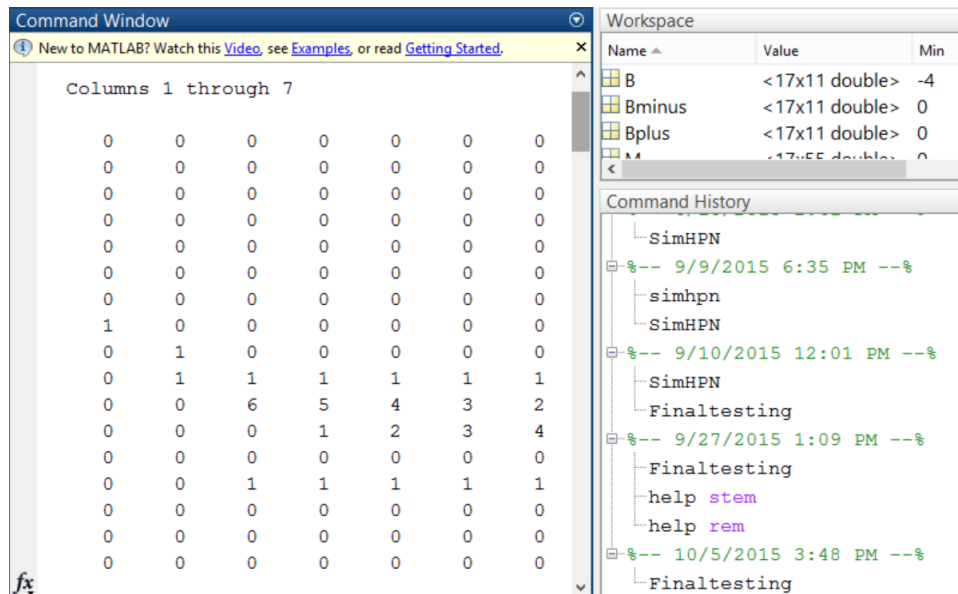 Command Window
New to MATLAB? Watch this Video, see Examples, or read Getting Started.
Columns 1 through 7
0 0 0 0 0 0 0
0 0 0 0 0 0 0
0 0 0 0 0 0 0
0 0 0 0 0 0 0
0 0 0 0 0 0 0
0 0 0 0 0 0 0
0 0 0 0 0 0 0
1 0 0 0 0 0 0
0 1 0 0 0 0 0
0 1 1 1 1 1 1
0 0 6 5 4 3 2
0 0 0 1 2 3 4
0 0 0 0 0 0 0
0 0 1 1 1 1 1
0 0 0 0 0 0 0
0 0 0 0 0 0 0
0 0 0 0 0 0 0
fx
Workspace
Name Value Min
B <17x11 double> -4
Bminus <17x11 double> 0
Bplus <17x11 double> 0
M <17x55 double> 0
Command History
SimHPN
%-- 9/9/2015 6:35 PM --%
simhpn
SimHPN
%-- 9/10/2015 12:01 PM --%
SimHPN
Finaltesting
%-- 9/27/2015 1:09 PM --%
Finaltesting
help stem
help rem
%-- 10/5/2015 3:48 PM --%
Finaltesting